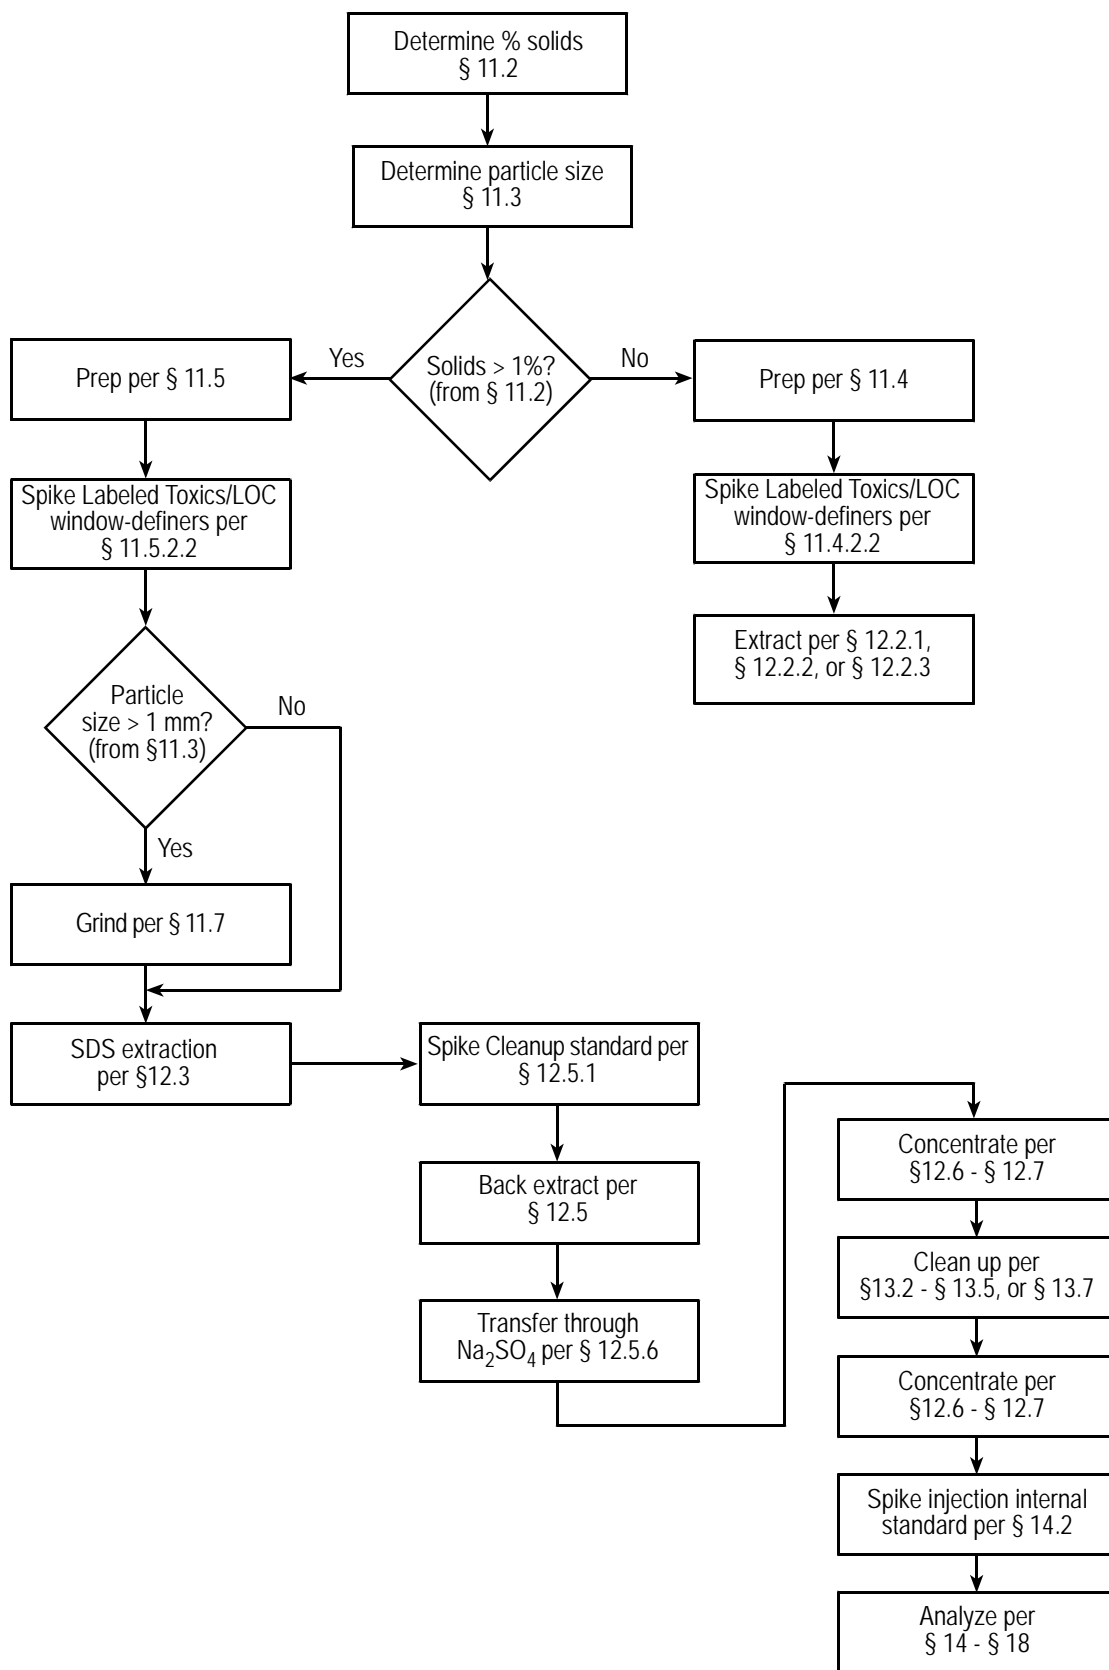 Determine % solids
§ 11.2
Determine particle size
§ 11.3
Solids > 1%?
(from § 11.2)
Yes
No
Prep per § 11.5
Prep per § 11.4
Spike Labeled Toxics/LOC
window-definers per
§ 11.5.2.2
Spike Labeled Toxics/LOC
window-definers per
§ 11.4.2.2
Extract per § 12.2.1,
§ 12.2.2, or § 12.2.3
Particle
size > 1 mm?
(from §11.3)
No
Yes
Grind per § 11.7
SDS extraction
per §12.3
Spike Cleanup standard per
§ 12.5.1
Back extract per
§ 12.5
Transfer through
Na₂SO₄ per § 12.5.6
Concentrate per
§12.6 - § 12.7
Clean up per
§13.2 - § 13.5, or § 13.7
Concentrate per
§12.6 - § 12.7
Spike injection internal
standard per § 14.2
Analyze per
§ 14 - § 18